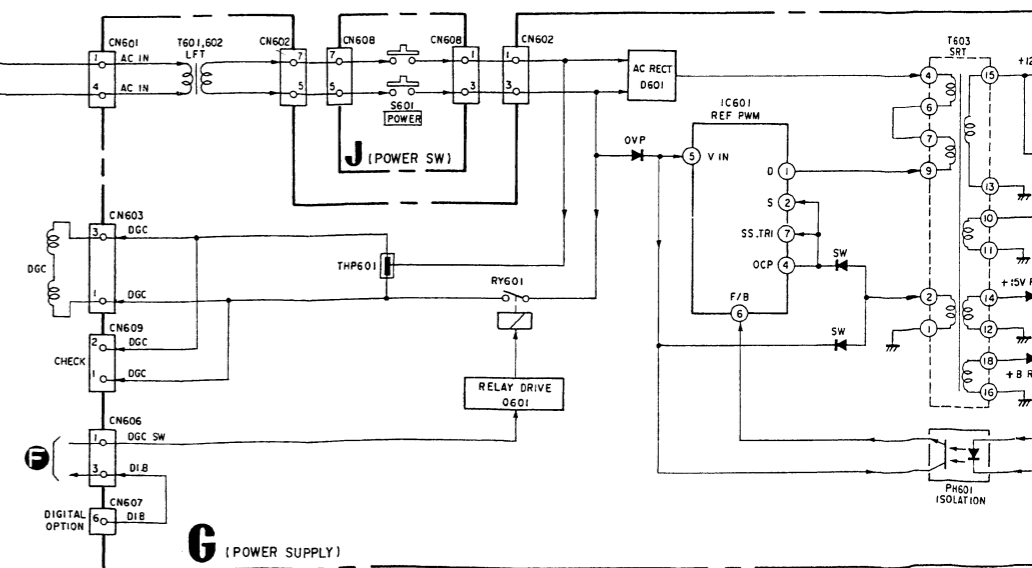 CN601
T601,602
LFT
CN602
CN608
CN608
CN602
T603
SRT
1 AC IN
4 AC IN
7
5
7
5
1
3
1
3
S601
POWER
J (POWER SW)
AC RECT
D601
IC601
REF PWM
OVP
5 V IN
D 1
S 2
SS,TRI 7
OCP 4
F/B
6
SW
SW
4
6
7
9
2
1
15
13
10
11
14
12
18
16
+15V
+B R
CN603
3 DGC
DGC
1 DGC
THP601
RY601
CN609
CHECK
2 DGC
1 DGC
RELAY DRIVE
Q601
CN606
F
1 DGC SW
3 DIB
CN607
DIGITAL
OPTION
6 DIB
PH601
ISOLATION
G (POWER SUPPLY)